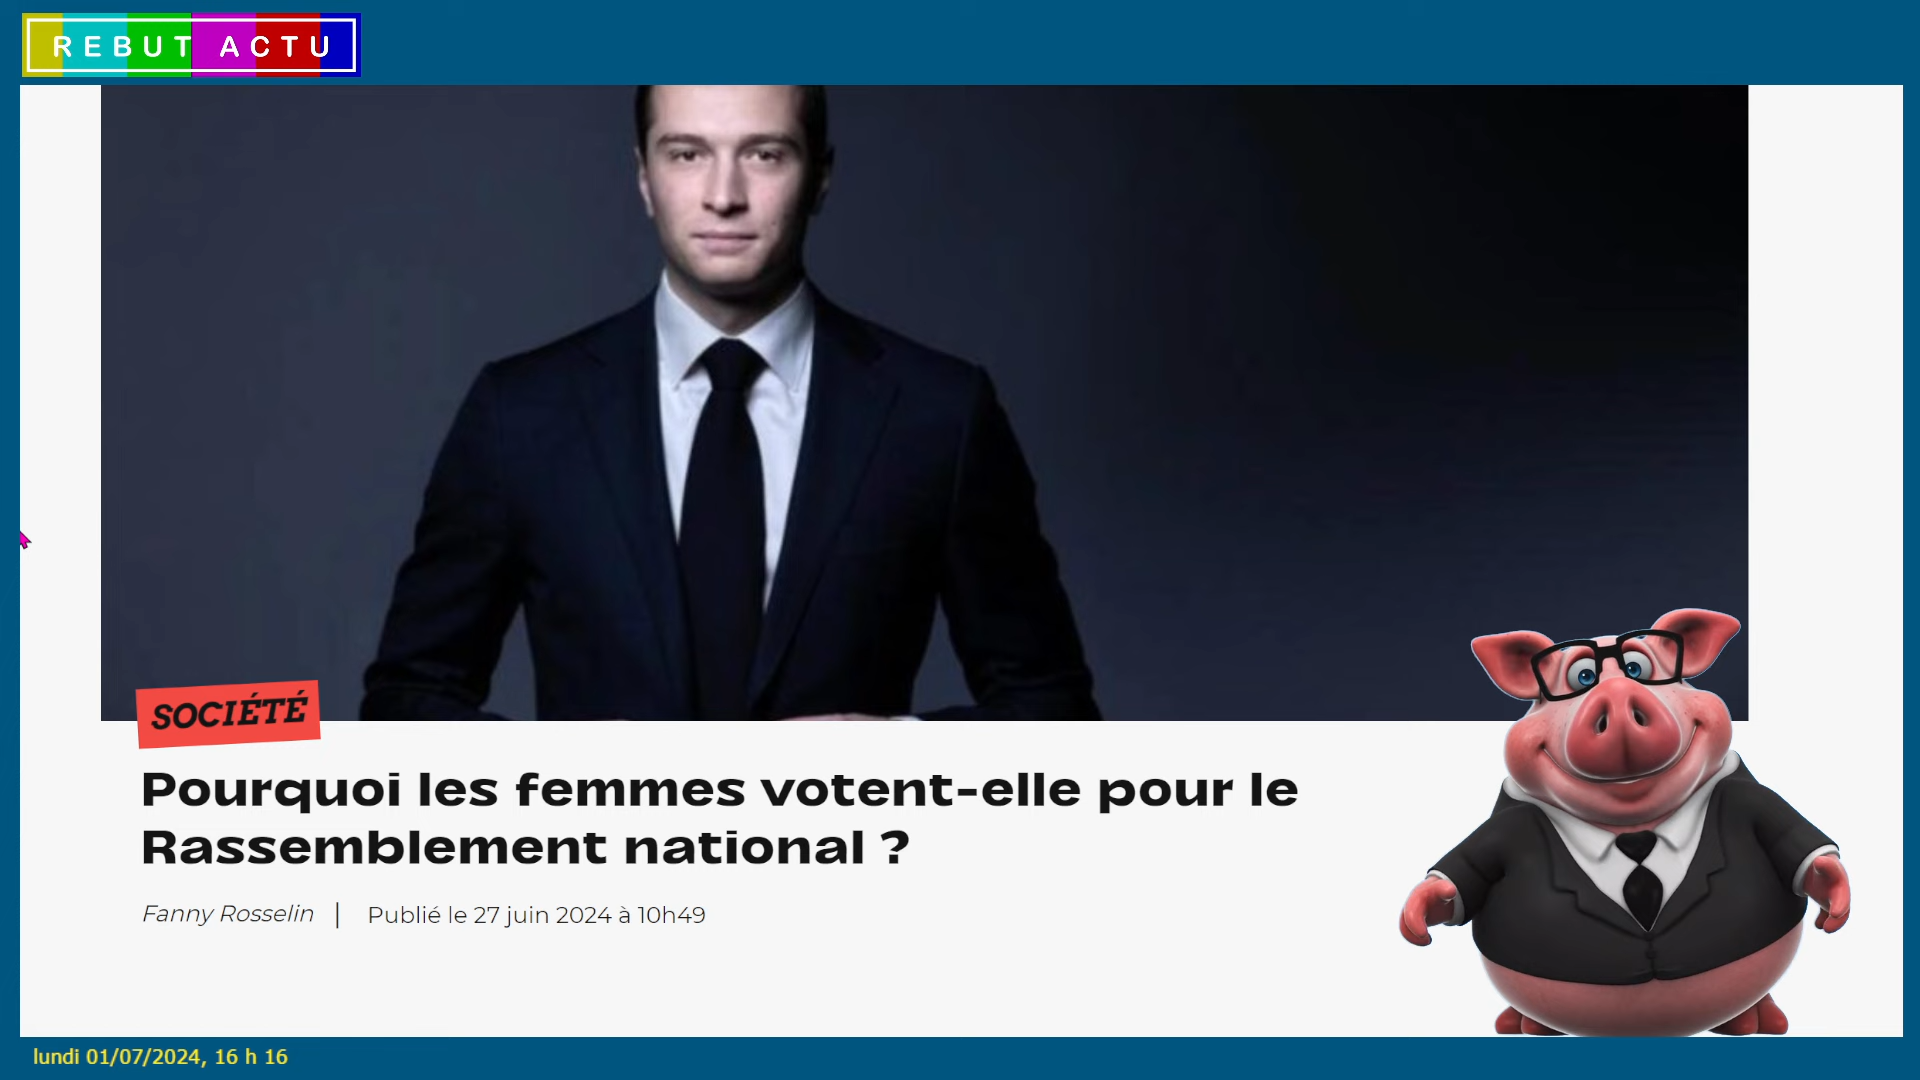 REBUT ACTU
SOCIÉTÉ
Pourquoi les femmes votent-elle pour le
Rassemblement national ?
Fanny Rosselin | Publié le 27 juin 2024 à 10h49
lundi 01/07/2024, 16 h 16